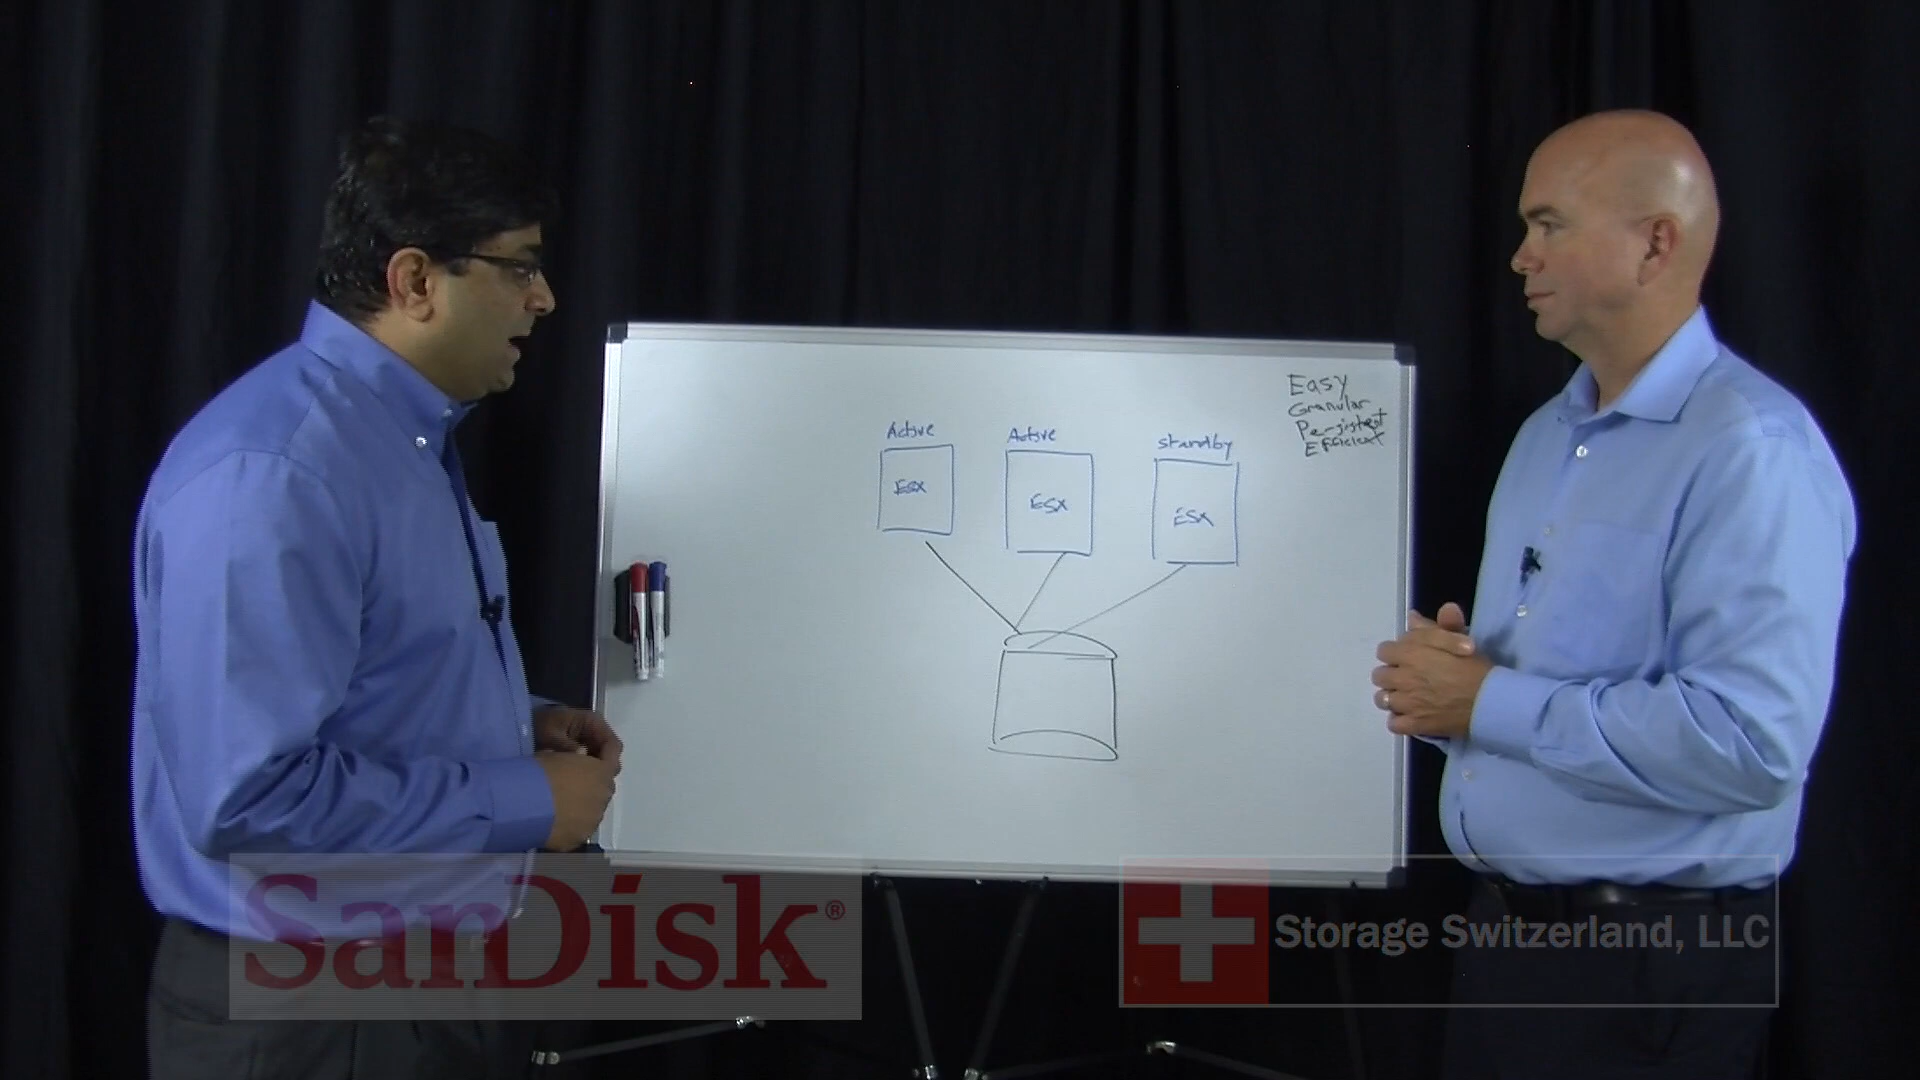 Easy
Granular
Persistent
Efficient
Active
Active
Standby
ESX
ESX
ESX
SanDisk®
Storage Switzerland, LLC